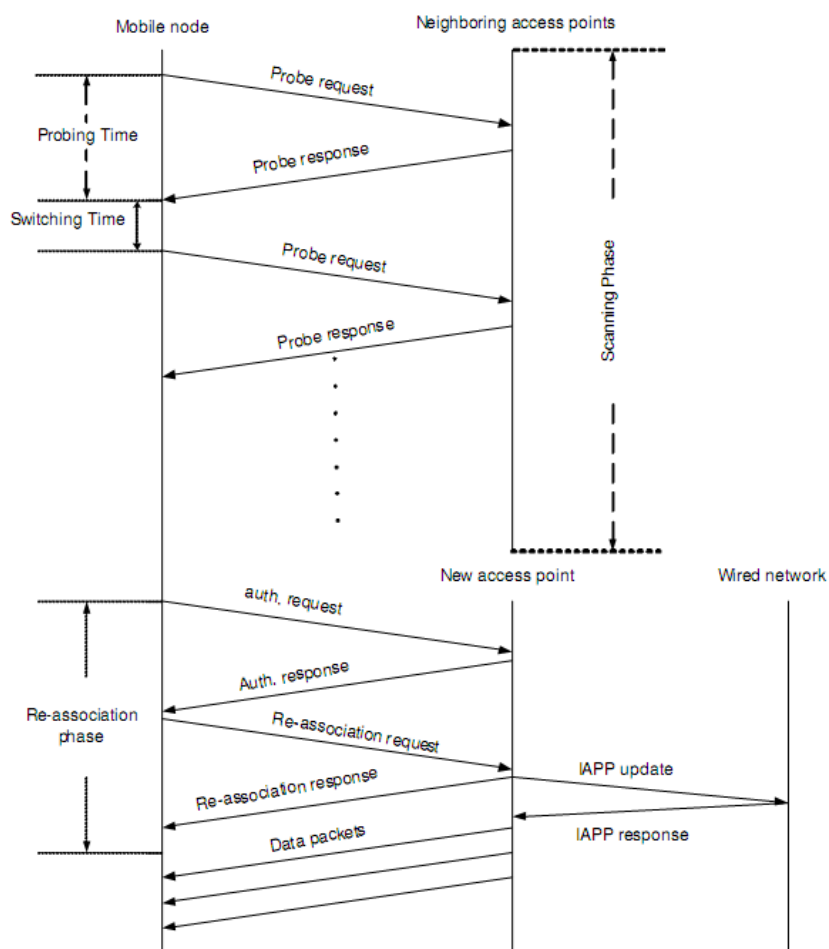 Mobile node
Neighboring access points
Probe request
Probing Time
Probe response
Switching Time
Probe request
Scanning Phase
Probe response
New access point
Wired network
auth. request
Auth. response
Re-association
phase
Re-association request
IAPP update
Re-association response
IAPP response
Data packets